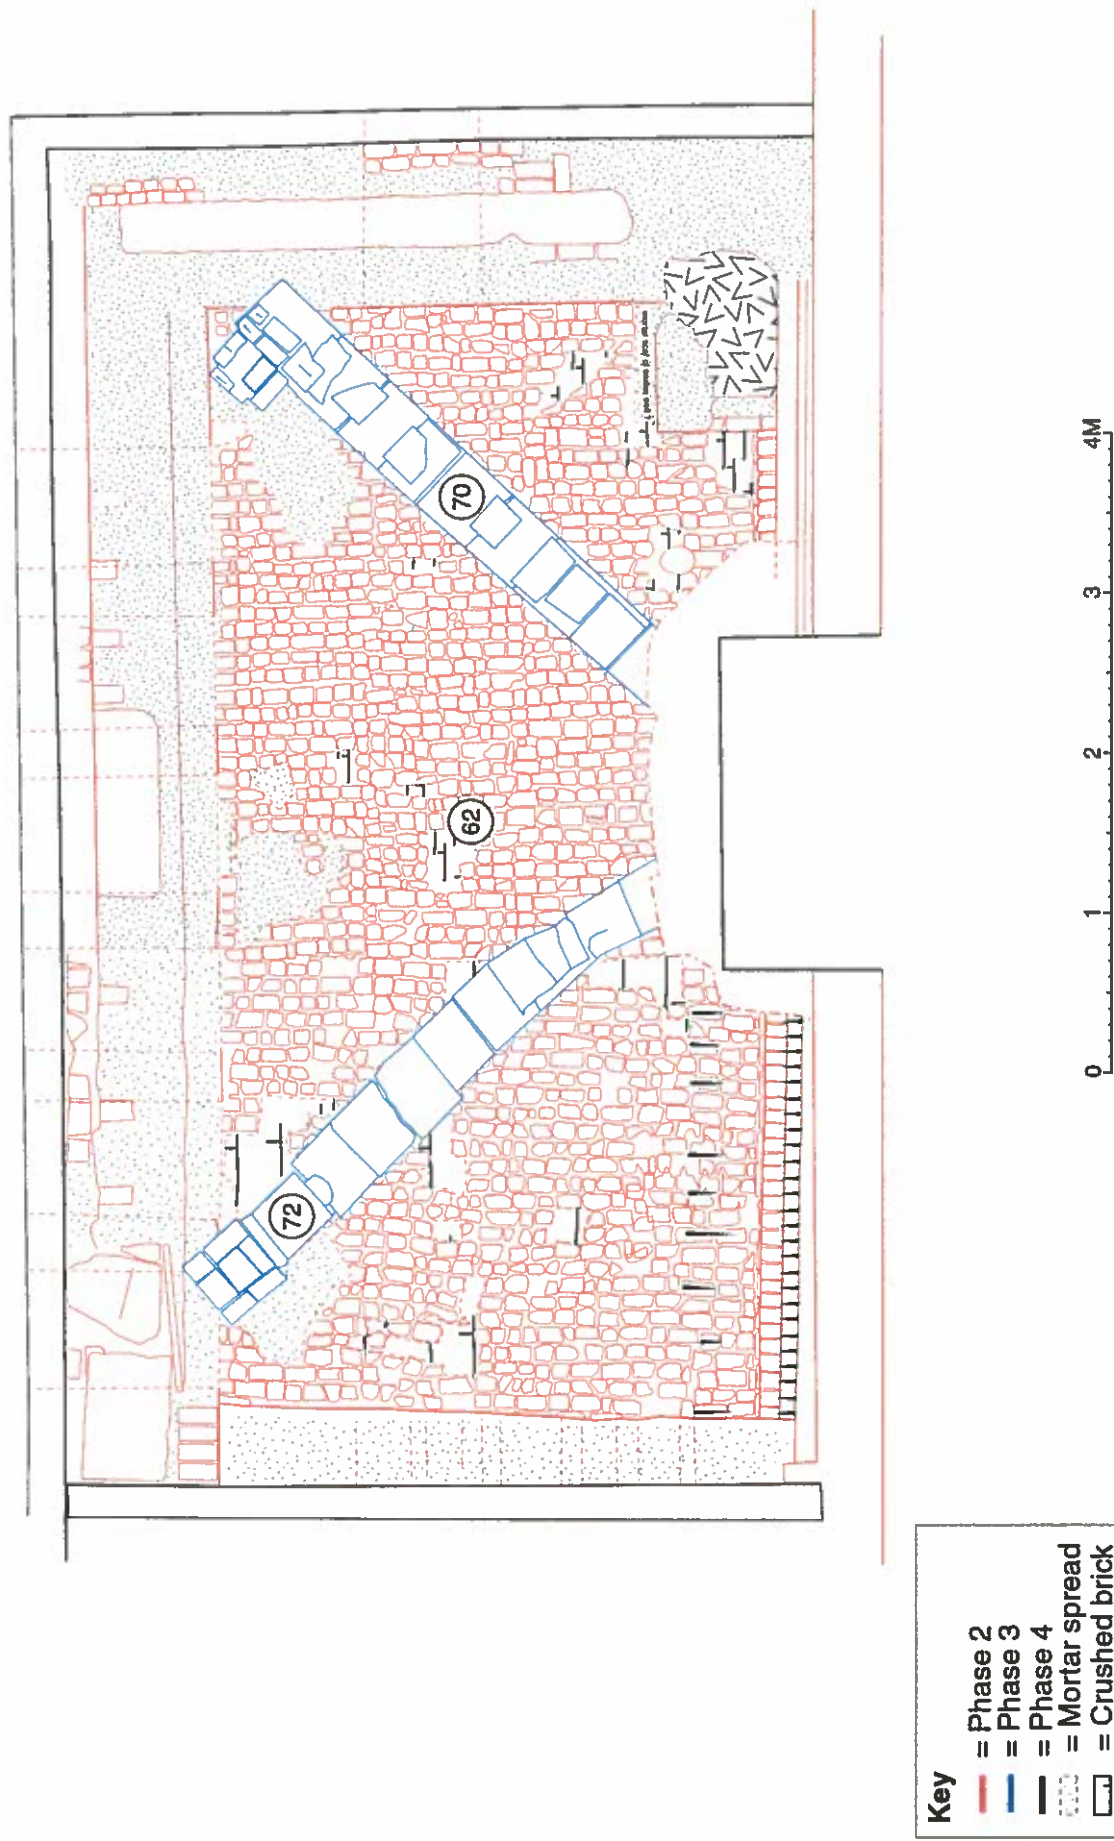 70
62
72
0 1 2 3 4M
Key
= Phase 2
= Phase 3
= Phase 4
= Mortar spread
= Crushed brick